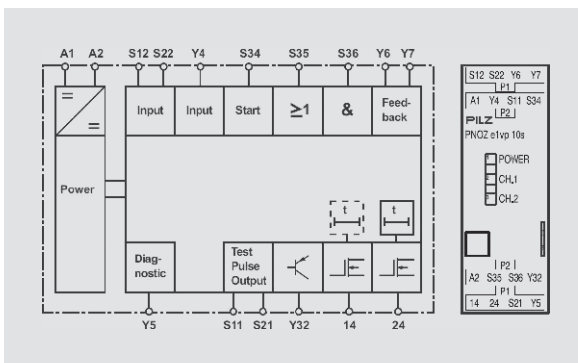 A1 A2 S12 S22 Y4 S34 S35 S36 Y6 Y7
= =
Input Input Start ≥1 & Feed-
back
Power
t t
Diag-
nostic
Test
Pulse
Output
Y5 S11 S21 Y32 14 24
S12 S22 Y6 Y7
P1
A1 Y4 S11 S34
P2
PILZ
PNOZ e1vp 10s
POWER
CH.1
CH.2
P2
A2 S35 S36 Y32
P1
14 24 S21 Y5